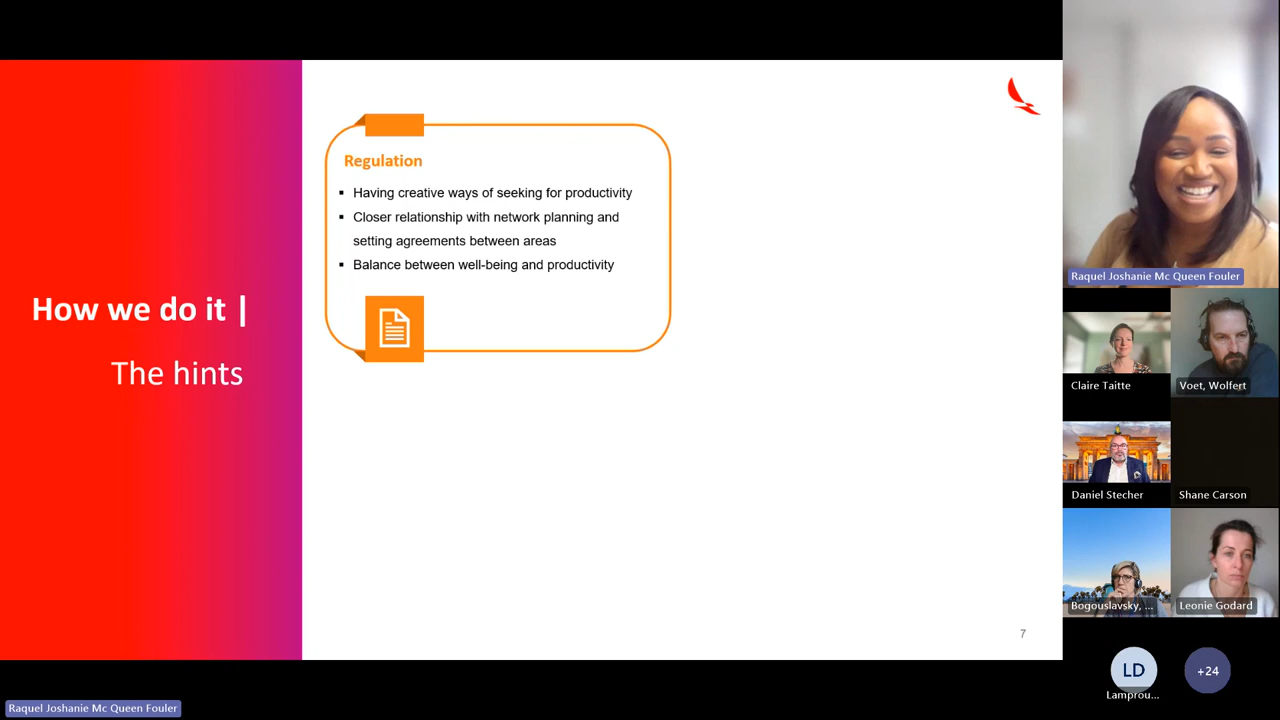 How we do it |
The hints
Regulation
▪ Having creative ways of seeking for productivity
▪ Closer relationship with network planning and
setting agreements between areas
▪ Balance between well-being and productivity
7
Raquel Joshanie Mc Queen Fouler
Claire Taitte
Voet, Wolfert
Daniel Stecher
Shane Carson
Bogouslavsky, ...
Leonie Godard
LD
+24
Lamprou...
Raquel Joshanie Mc Queen Fouler